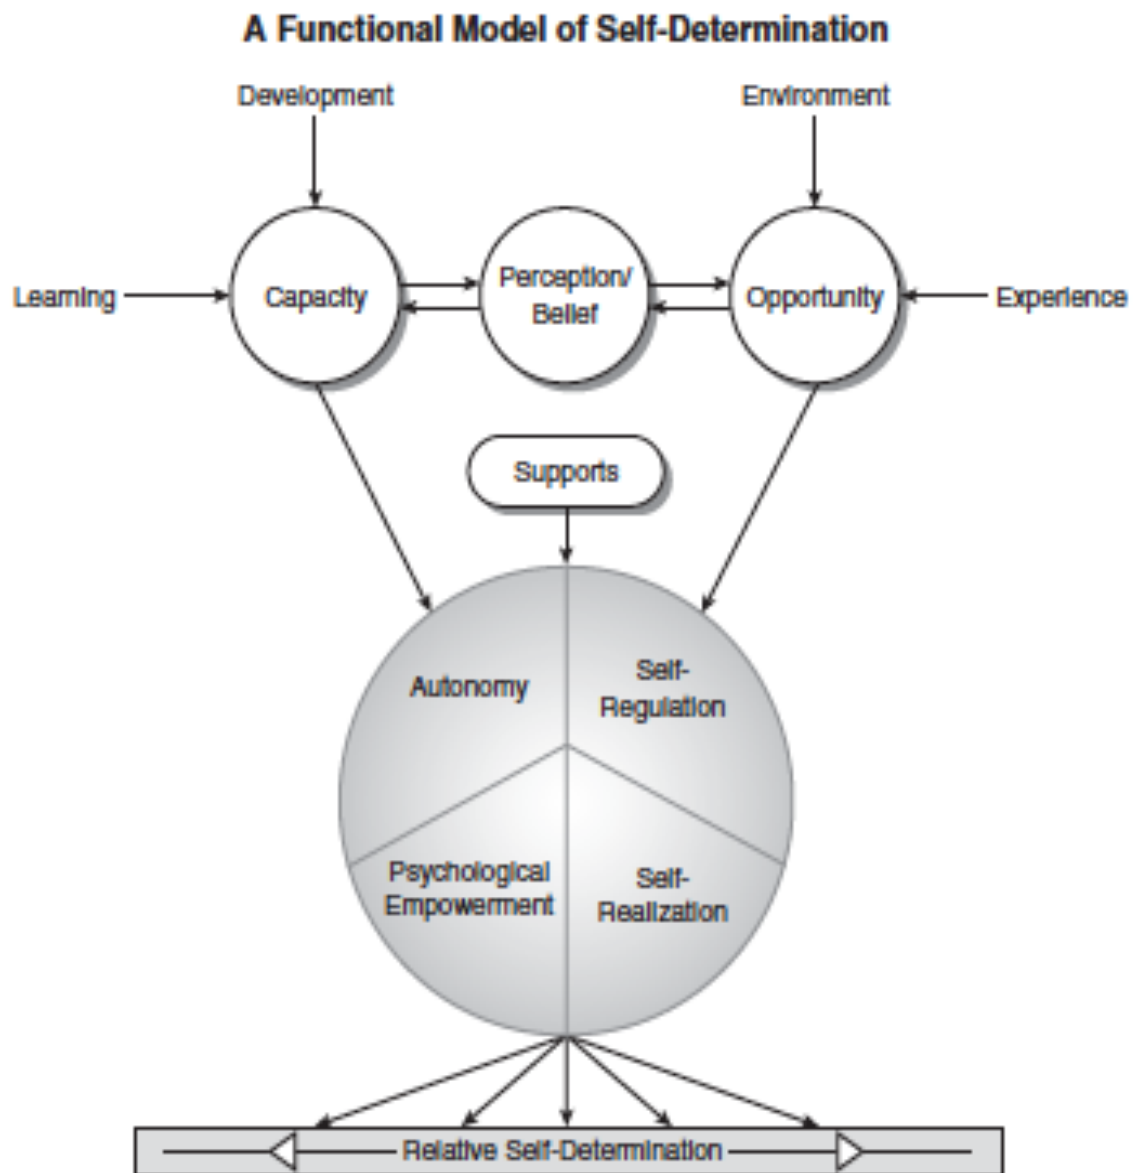 A Functional Model of Self-Determination
Development
Environment
Learning
Capacity
Perception/
Belief
Opportunity
Experience
Supports
Autonomy
Self-
Regulation
Psychological
Empowerment
Self-
Realization
Relative Self-Determination